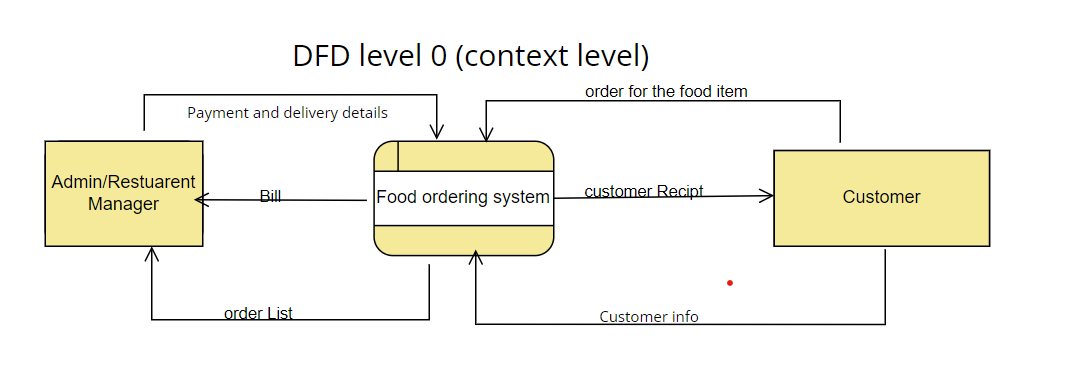 DFD level 0 (context level)
order for the food item
Payment and delivery details
Admin/Restuarent
Manager
Bill
Food ordering system
customer Recipt
Customer
order List
Customer info